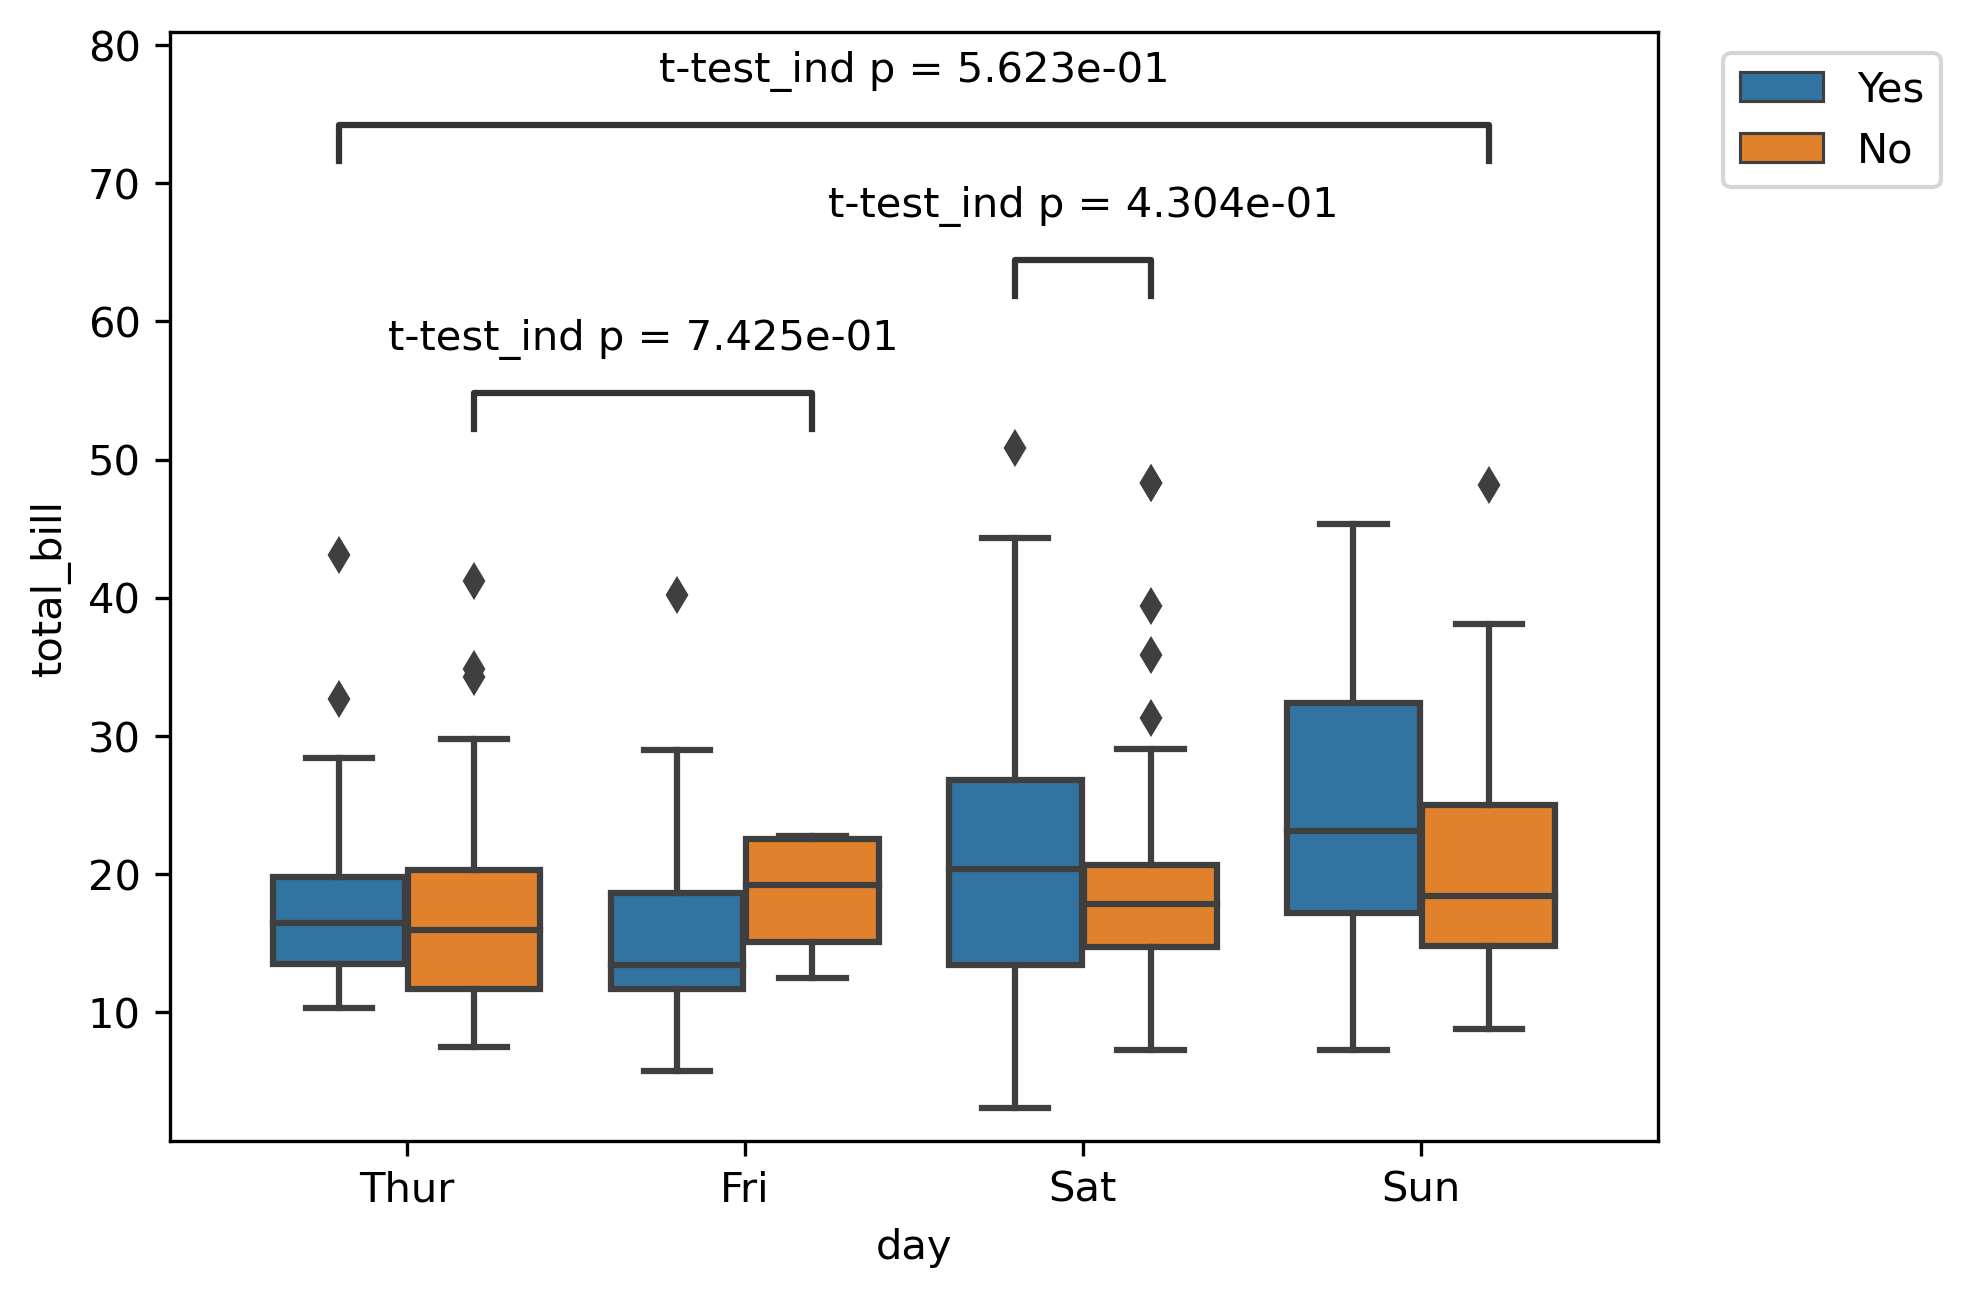 t-test_ind p = 5.623e-01
t-test_ind p = 4.304e-01
t-test_ind p = 7.425e-01
Yes
No
total_bill
80
70
60
50
40
30
20
10
Thur Fri Sat Sun
day